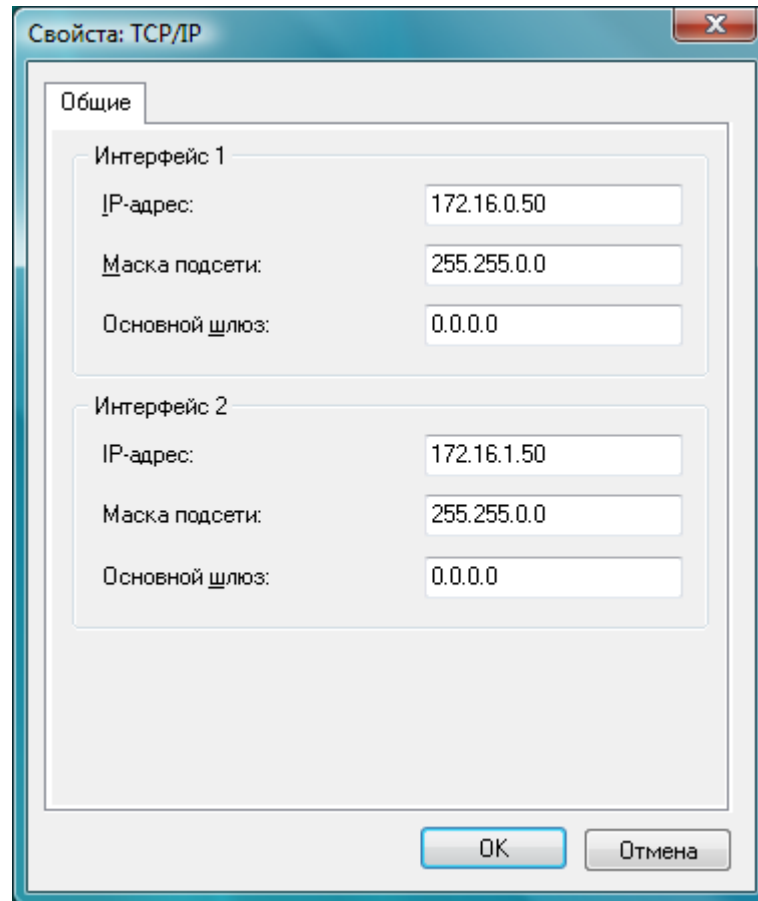 Свойста: TCP/IP
Общие
Интерфейс 1
IP-адрес: 172.16.0.50
Маска подсети: 255.255.0.0
Основной шлюз: 0.0.0.0
Интерфейс 2
IP-адрес: 172.16.1.50
Маска подсети: 255.255.0.0
Основной шлюз: 0.0.0.0
OK Отмена